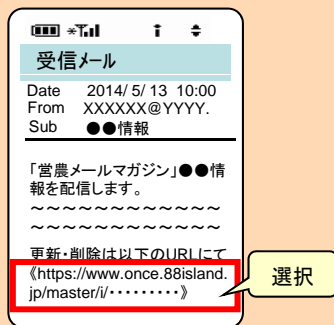 受信メール
Date 2014/ 5/ 13 10:00
From XXXXXX@YYYY.
Sub ●●情報
「営農メールマガジン」●●情
報を配信します。
～～～～～～～～～～～～
～～～～～～～～～～～～
更新・削除は以下のURLにて
《https://www.once.88island.
jp/master/i/・・・・・・・・・》
選択